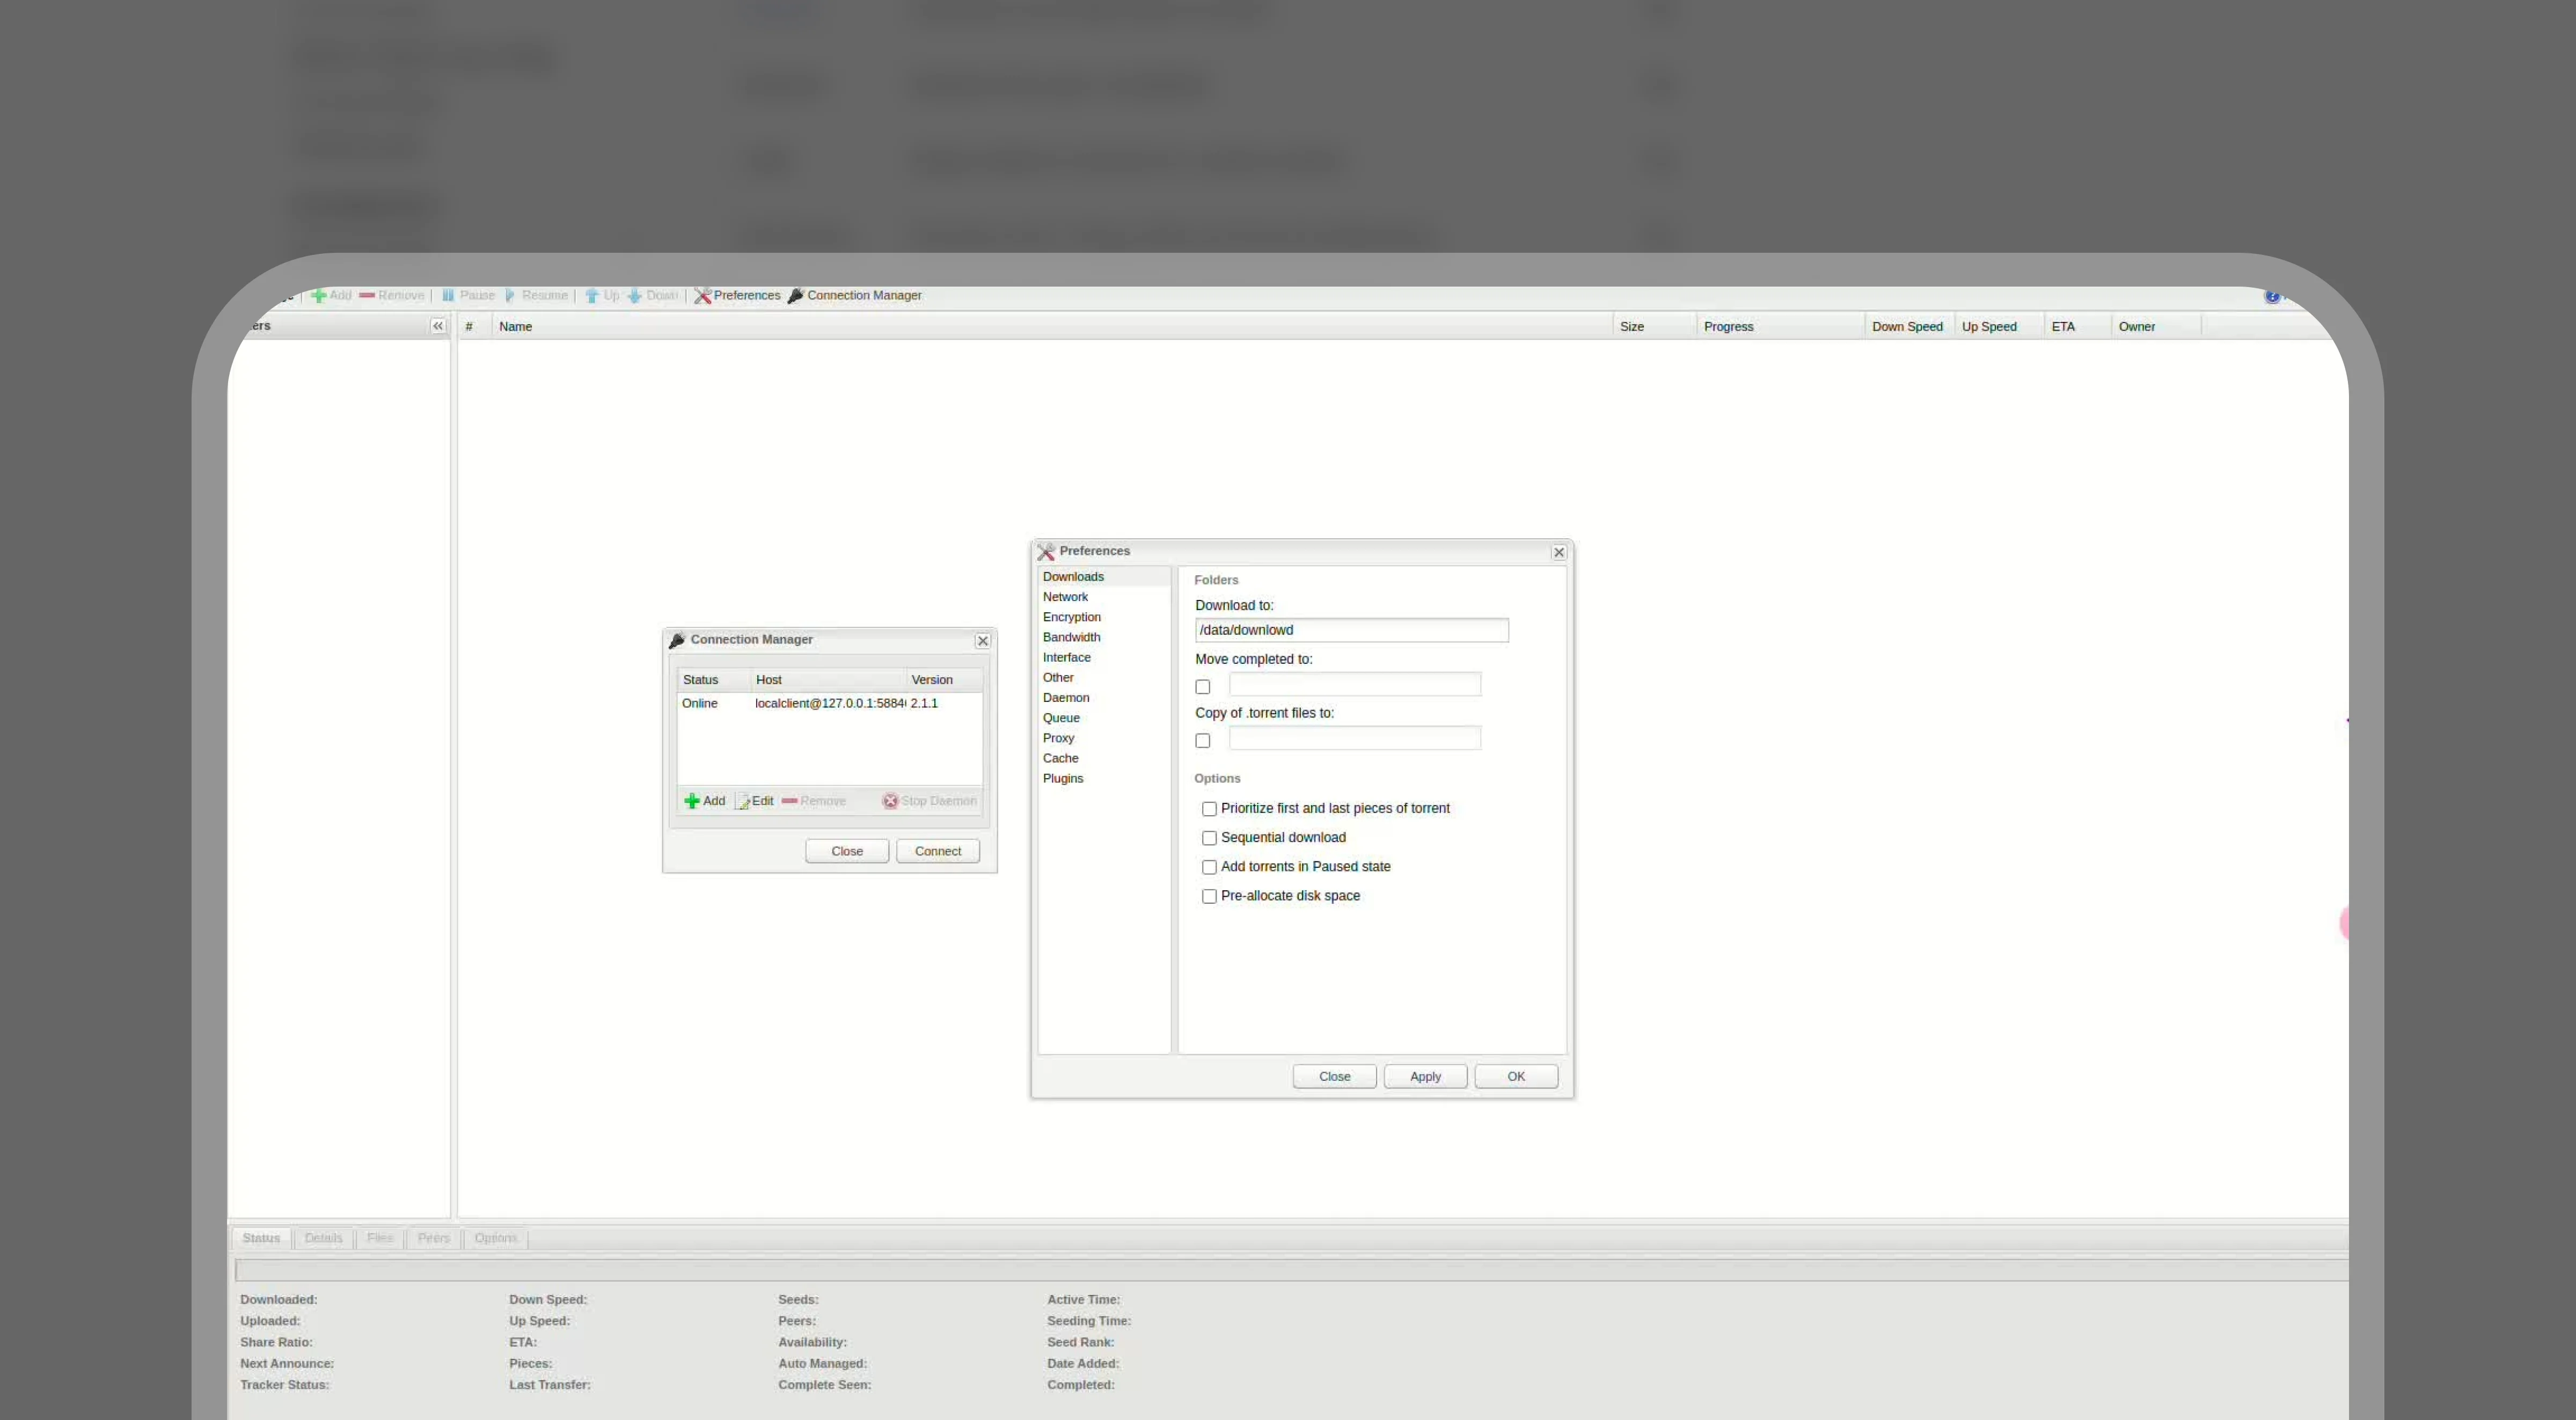 Add Remove Pause Resume Up Down Preferences Connection Manager
# Name Size Progress Down Speed Up Speed ETA Owner
Preferences
Downloads
Network
Encryption
Bandwidth
Interface
Other
Daemon
Queue
Proxy
Cache
Plugins
Folders
Download to:
/data/downlowd
Move completed to:
Copy of .torrent files to:
Options
Prioritize first and last pieces of torrent
Sequential download
Add torrents in Paused state
Pre-allocate disk space
Close Apply OK
Connection Manager
Status Host Version
Online localclient@127.0.0.1:5884 2.1.1
Add Edit Remove Stop Daemon
Close Connect
Status Details Files Peers Options
Downloaded: Down Speed: Seeds: Active Time:
Uploaded: Up Speed: Peers: Seeding Time:
Share Ratio: ETA: Availability: Seed Rank:
Next Announce: Pieces: Auto Managed: Date Added:
Tracker Status: Last Transfer: Complete Seen: Completed: